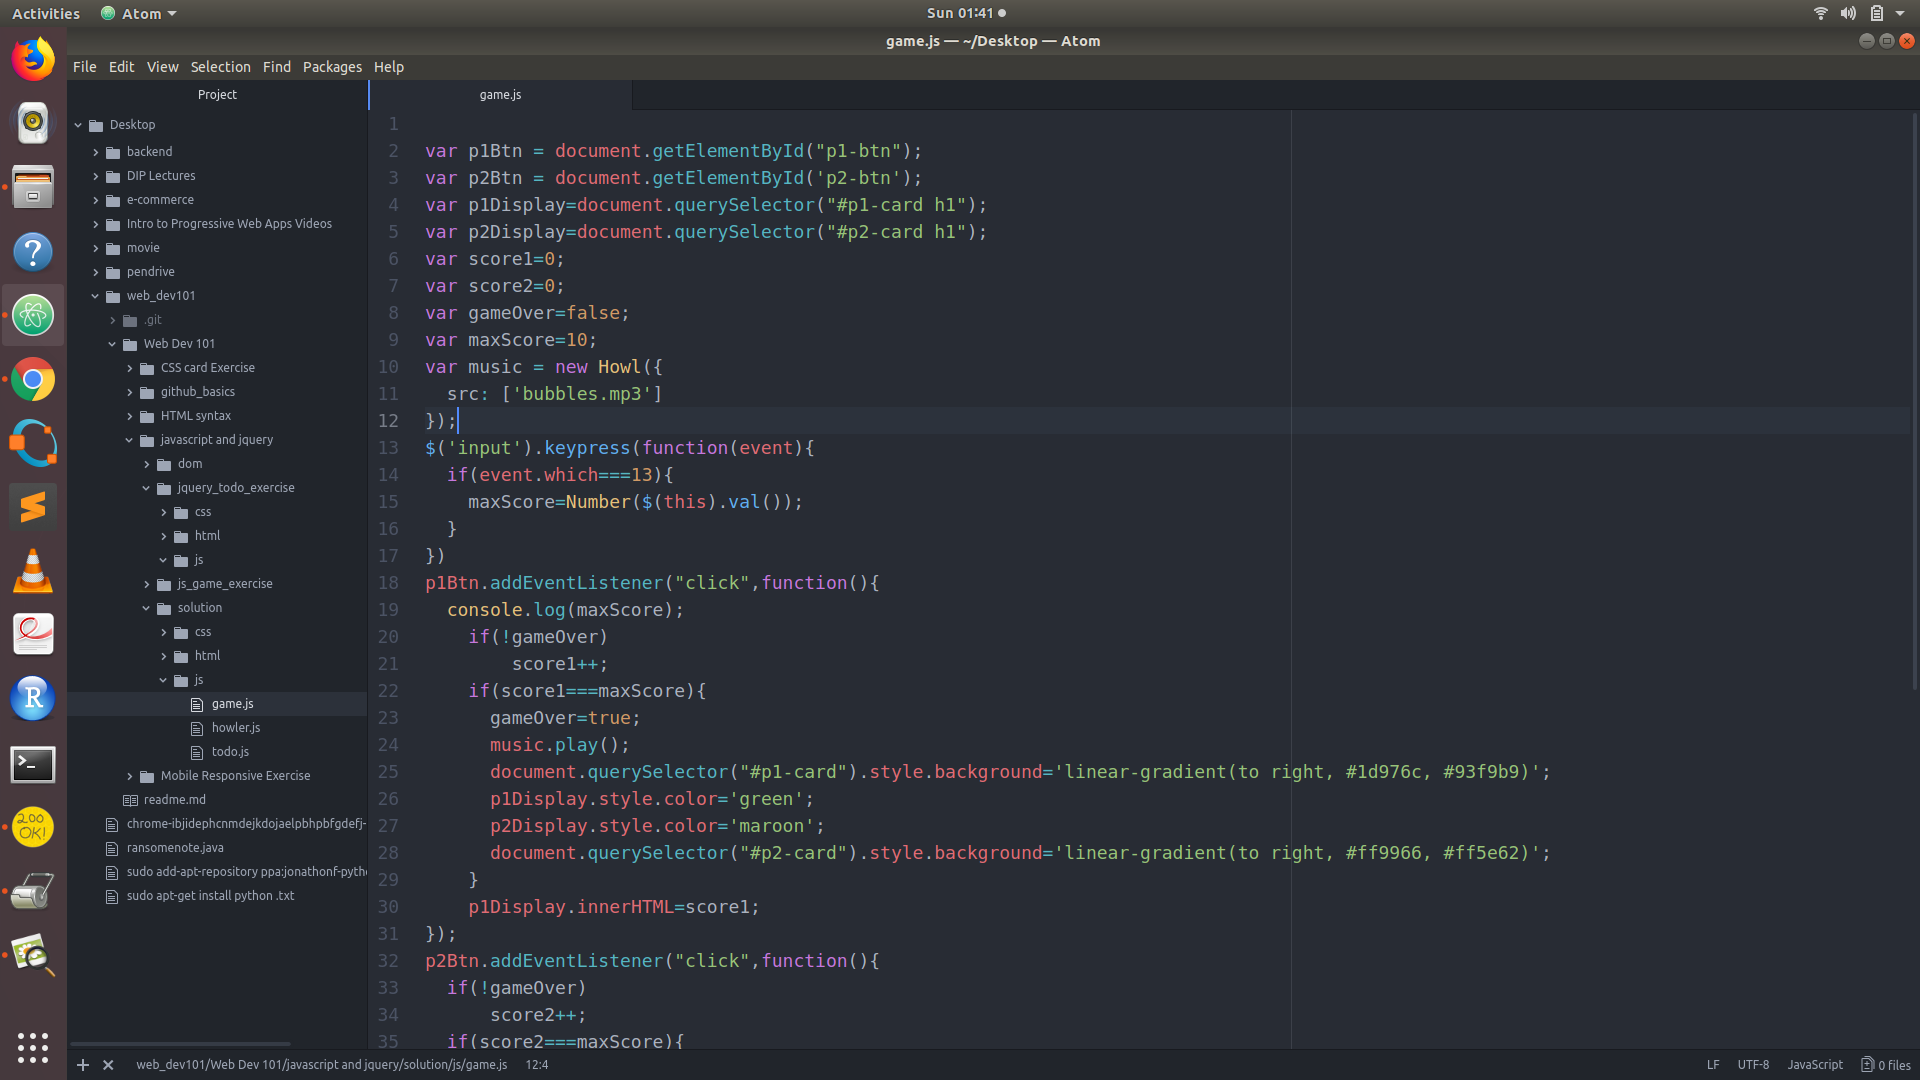 Activities Atom Sun 01:41
game.js — ~/Desktop — Atom
File Edit View Selection Find Packages Help
Project
Desktop
backend
DIP Lectures
e-commerce
Intro to Progressive Web Apps Videos
movie
pendrive
web_dev101
.git
Web Dev 101
CSS card Exercise
github_basics
HTML syntax
javascript and jquery
dom
jquery_todo_exercise
css
html
js
js_game_exercise
solution
css
html
js
game.js
howler.js
todo.js
Mobile Responsive Exercise
readme.md
chrome-ibjidephcnmdejkdojaelpbhpbfgdefj-
ransomenote.java
sudo add-apt-repository ppa:jonathonf-pytho
sudo apt-get install python .txt
game.js
1
2 var p1Btn = document.getElementById("p1-btn");
3 var p2Btn = document.getElementById('p2-btn');
4 var p1Display=document.querySelector("#p1-card h1");
5 var p2Display=document.querySelector("#p2-card h1");
6 var score1=0;
7 var score2=0;
8 var gameOver=false;
9 var maxScore=10;
10 var music = new Howl({
11 src: ['bubbles.mp3']
12 });
13 $('input').keypress(function(event){
14 if(event.which===13){
15 maxScore=Number($(this).val());
16 }
17 })
18 p1Btn.addEventListener("click",function(){
19 console.log(maxScore);
20 if(!gameOver)
21 score1++;
22 if(score1===maxScore){
23 gameOver=true;
24 music.play();
25 document.querySelector("#p1-card").style.background='linear-gradient(to right, #1d976c, #93f9b9)';
26 p1Display.style.color='green';
27 p2Display.style.color='maroon';
28 document.querySelector("#p2-card").style.background='linear-gradient(to right, #ff9966, #ff5e62)';
29 }
30 p1Display.innerHTML=score1;
31 });
32 p2Btn.addEventListener("click",function(){
33 if(!gameOver)
34 score2++;
35 if(score2===maxScore){
200 OK!
R
web_dev101/Web Dev 101/javascript and jquery/solution/js/game.js 12:4 LF UTF-8 JavaScript 0 files